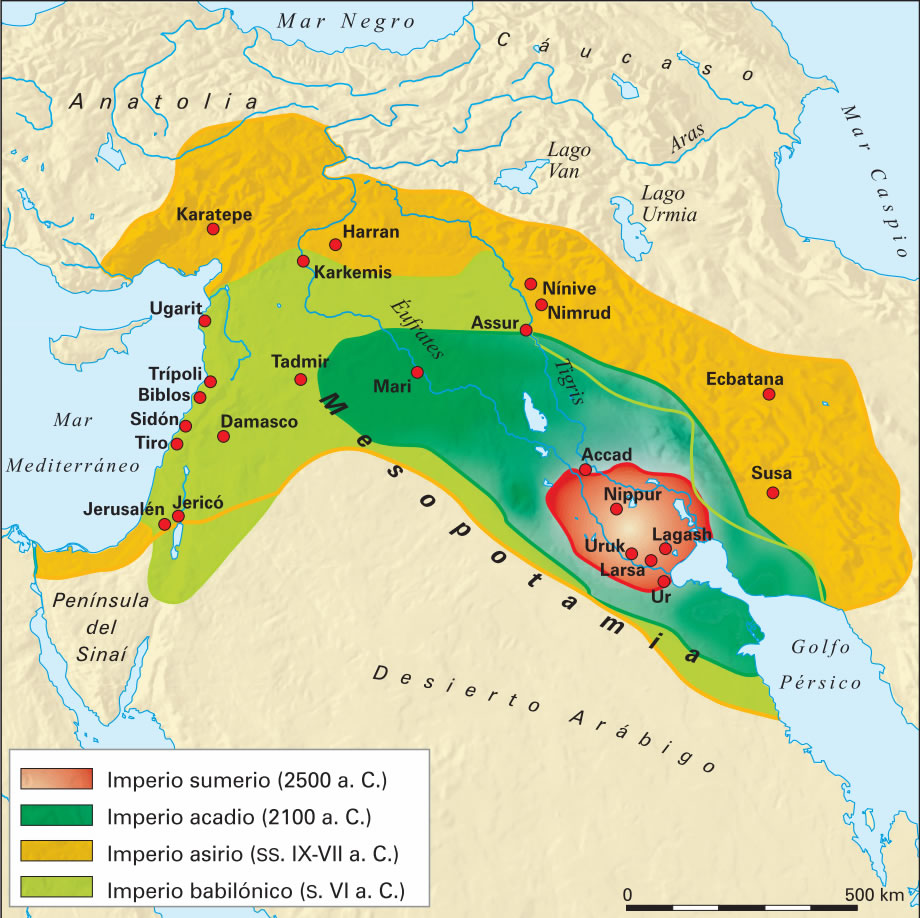 Mar Negro
Cáucaso
Anatolia
Mar Caspio
Aras
Lago
Van
Lago
Urmia
Karatepe
Harran
Karkemis
Nínive
Nimrud
Ugarit
Éufrates
Assur
Tigris
Tadmir
Trípoli
Mari
Ecbatana
Biblos
Sidón
Damasco
Mar
Mediterráneo
Tiro
Mesopotamia
Accad
Susa
Nippur
Jerusalén
Jericó
Lagash
Uruk
Larsa
Ur
Península
del
Sinaí
Golfo
Pérsico
Desierto Arábigo
Imperio sumerio (2500 a. C.)
Imperio acadio (2100 a. C.)
Imperio asirio (SS. IX-VII a. C.)
Imperio babilónico (S. VI a. C.)
0 500 km